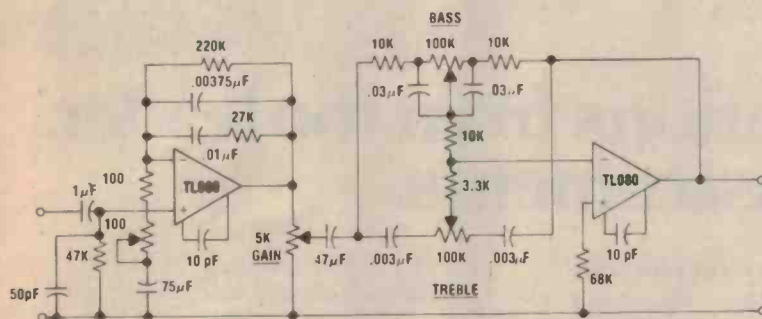 BASS
10K 100K 10K
220K
.00375µF
.03µF 03µF
27K
.01µF
10K
100
TL080
TL080
1µF
3.3K
100
5K
GAIN
10 pF
10 pF
47K
47µF
.003µF
100K
.003µF
68K
50pF
75µF
TREBLE